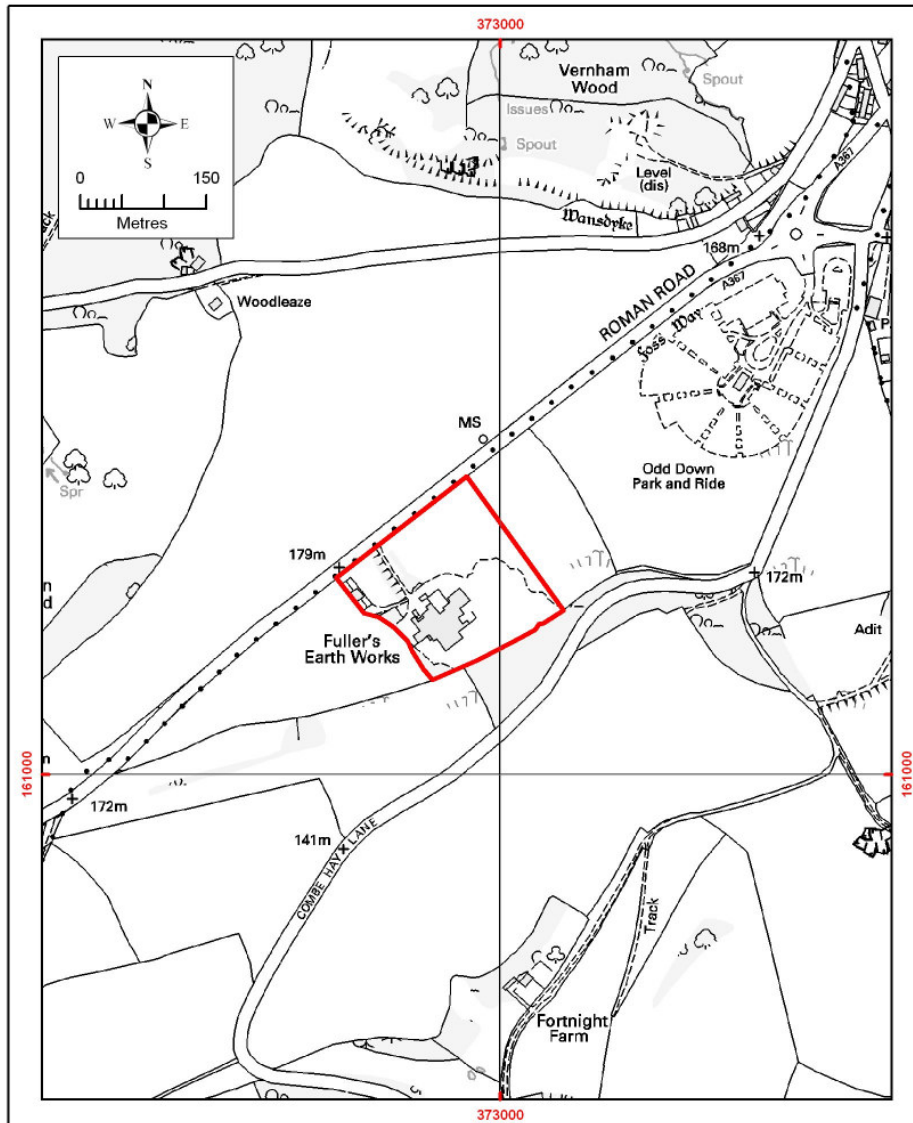 373000
N
W E
S
0 150
Metres
Vernham
Wood
Spout
Issues
Spout
Level
(dis)
Wansdyke
A367
168m
Woodleaze
ROMAN ROAD
A367
Foss Way
P
MS
Odd Down
Park and Ride
Spr
179m
172m
Fuller's
Earth Works
Adit
161000
161000
172m
141m
COMBE HAY LANE
Track
Fortnight
Farm
373000